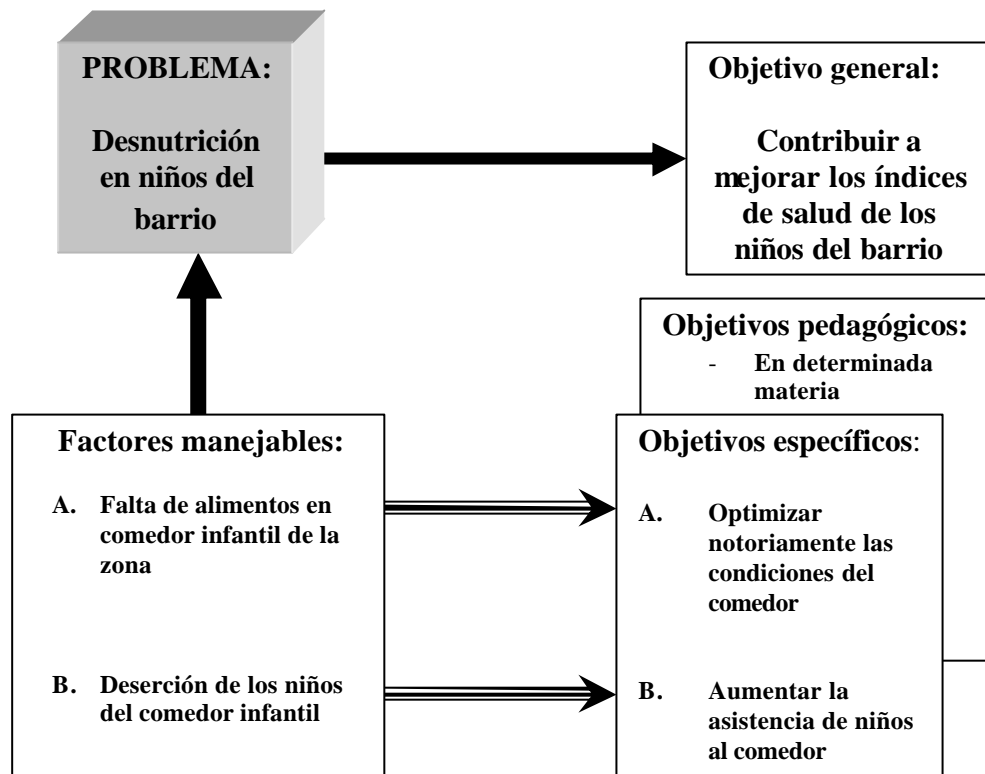 PROBLEMA:
Desnutrición
en niños del
barrio
Objetivo general:
Contribuir a
mejorar los índices
de salud de los
niños del barrio
Objetivos pedagógicos:
- En determinada
materia
Factores manejables:
A. Falta de alimentos en
comedor infantil de la
zona
B. Deserción de los niños
del comedor infantil
Objetivos específicos:
A. Optimizar
notoriamente las
condiciones del
comedor
B. Aumentar la
asistencia de niños
al comedor